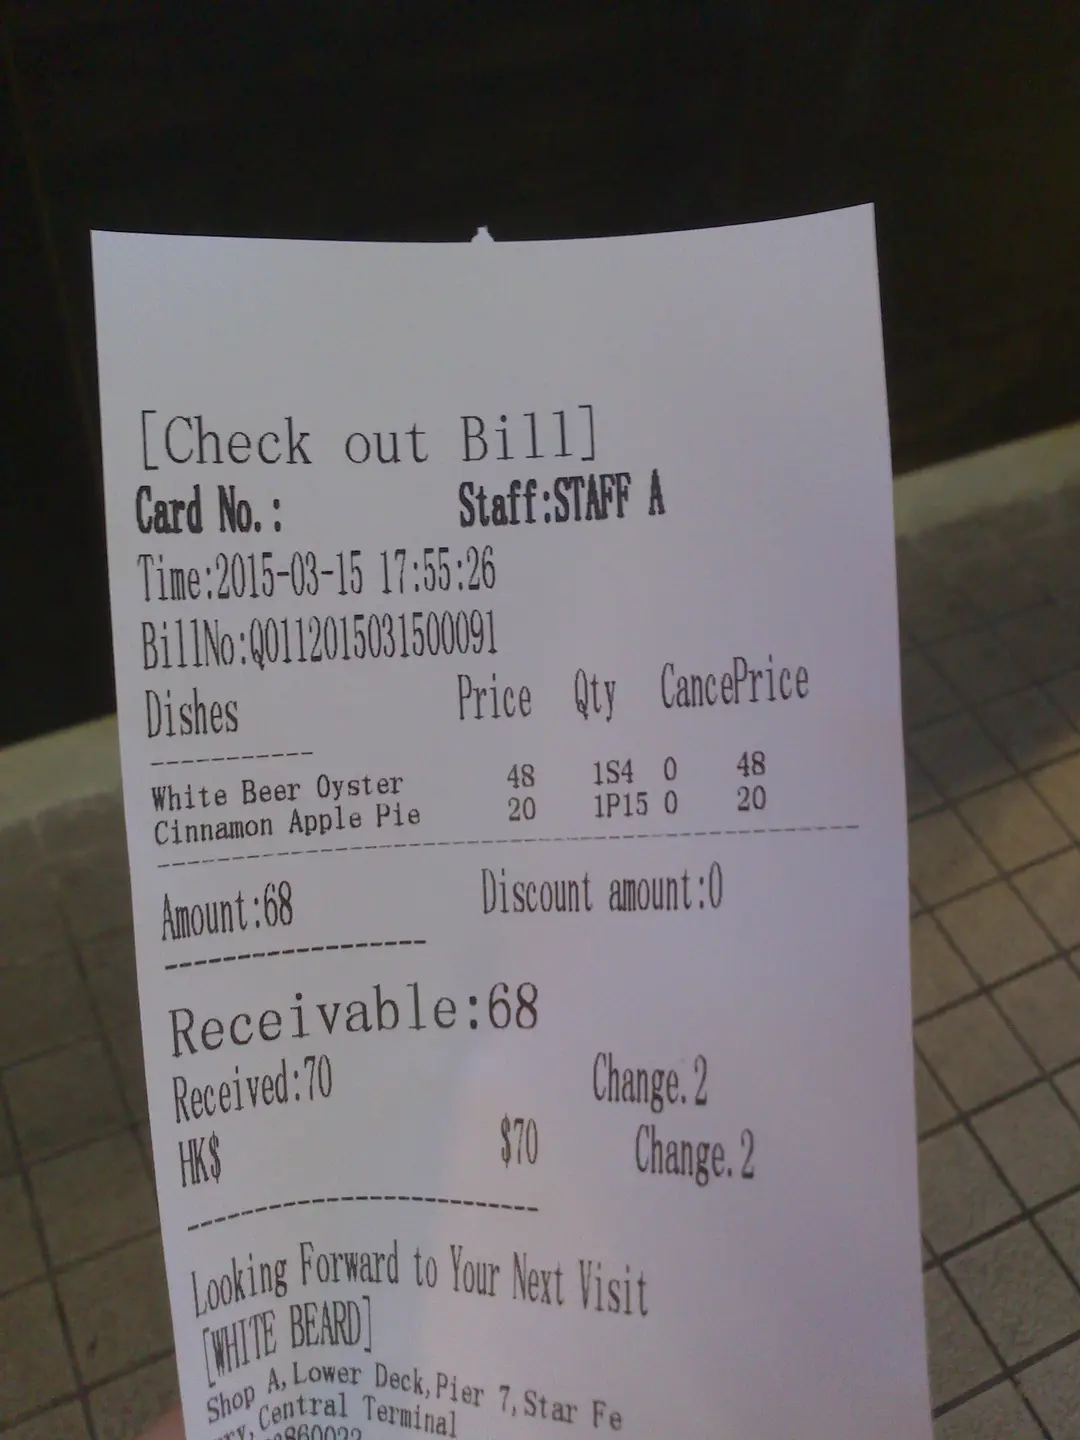 [Check out Bill]
Card No.: Staff:STAFF A
Time:2015-03-15 17:55:26
BillNo:Q0112015031500091
Dishes Price Qty CancePrice
-----------
White Beer Oyster 48 1S4 0 48
Cinnamon Apple Pie 20 1P15 0 20
--------------------------------------------------
Amount:68 Discount amount:0
------------------
Receivable:68
Received:70 Change.2
HK$ $70 Change.2
------------------------
Looking Forward to Your Next Visit
[WHITE BEARD]
Shop A,Lower Deck,Pier 7,Star Fe
ry,Central Terminal